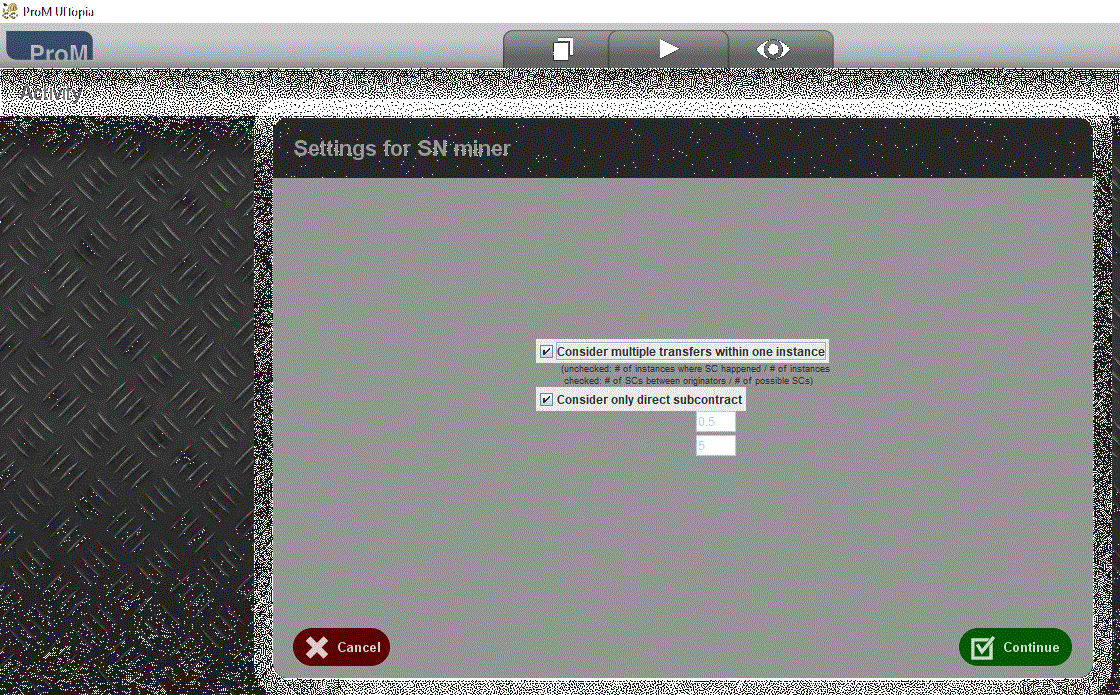 ProM UITopia
ProM
Activity
Settings for SN miner
Consider multiple transfers within one instance
(unchecked: # of instances where SC happened / # of instances
checked: # of SCs between originators / # of possible SCs)
Consider only direct subcontract
0.5
5
Cancel
Continue